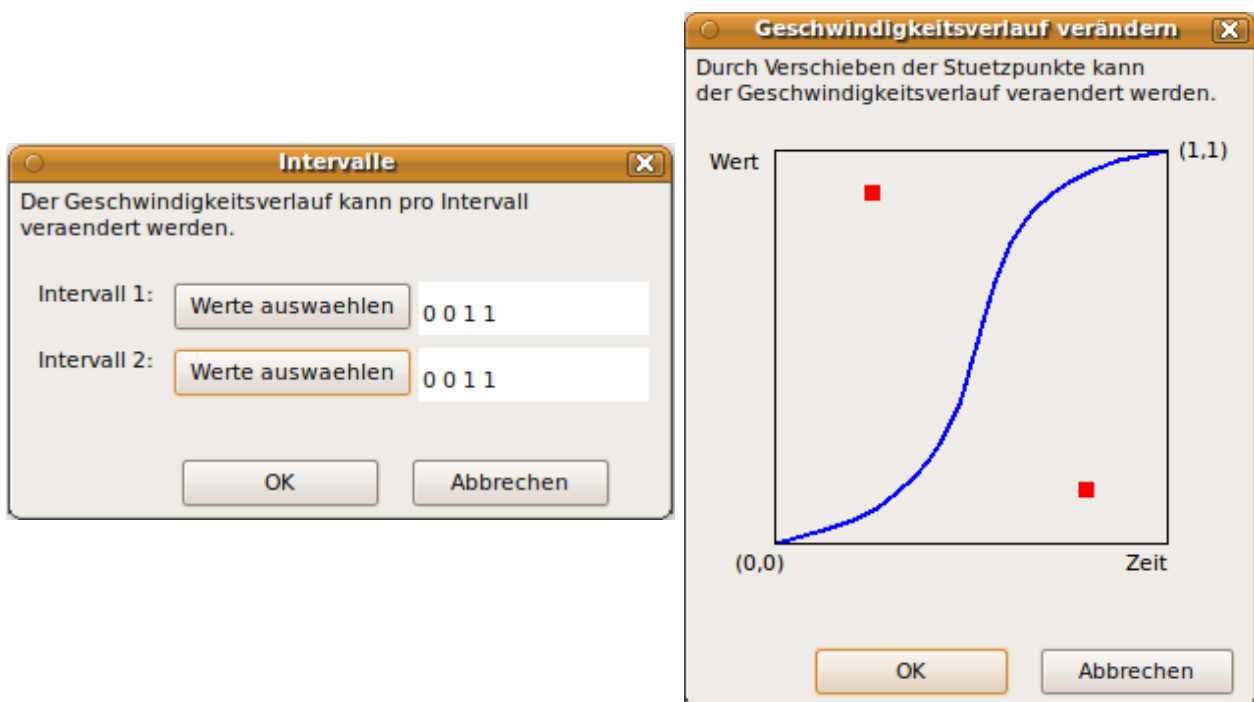 Intervalle
Der Geschwindigkeitsverlauf kann pro Intervall
veraendert werden.
Intervall 1:
Werte auswaehlen
0 0 1 1
Intervall 2:
Werte auswaehlen
0 0 1 1
OK
Abbrechen
Geschwindigkeitsverlauf verändern
Durch Verschieben der Stuetzpunkte kann
der Geschwindigkeitsverlauf veraendert werden.
Wert
(1,1)
(0,0)
Zeit
OK
Abbrechen